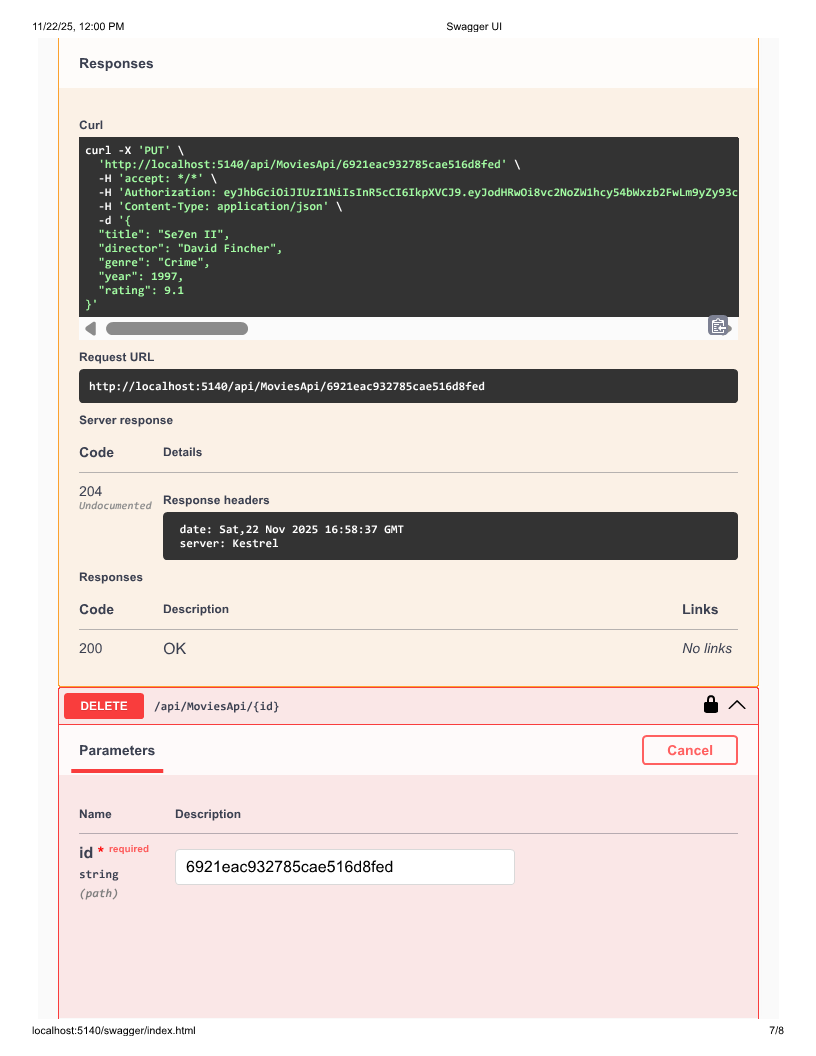 11/22/25, 12:00 PM
Swagger UI
Responses
Curl
curl -X 'PUT' \
'http://localhost:5140/api/MoviesApi/6921eac932785cae516d8fed' \
-H 'accept: */*' \
-H 'Authorization: eyJhbGciOiJIUzI1NiIsInR5cCI6IkpXVCJ9.eyJodHRwOi8vc2NoZW1hcy54bWxzb2FwLm9yZy93c
-H 'Content-Type: application/json' \
-d '{
"title": "Se7en II",
"director": "David Fincher",
"genre": "Crime",
"year": 1997,
"rating": 9.1
}'
Request URL
http://localhost:5140/api/MoviesApi/6921eac932785cae516d8fed
Server response
Code Details
204
Undocumented
Response headers
date: Sat,22 Nov 2025 16:58:37 GMT
server: Kestrel
Responses
Code Description Links
200 OK No links
DELETE /api/MoviesApi/{id}
Parameters
Cancel
Name Description
id * required
string
(path)
6921eac932785cae516d8fed
localhost:5140/swagger/index.html
7/8